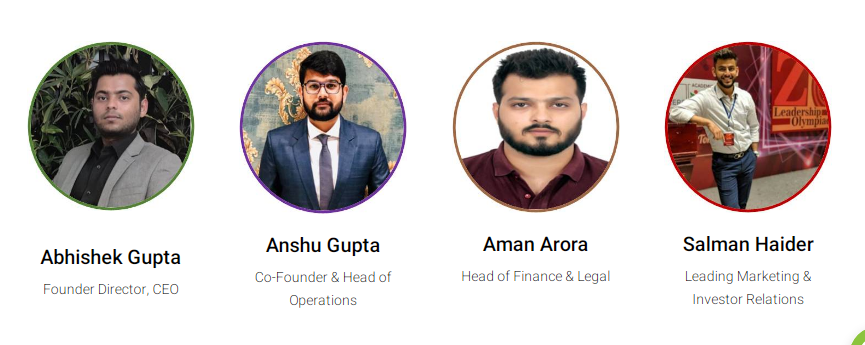 Abhishek Gupta
Founder Director, CEO
Anshu Gupta
Co-Founder & Head of
Operations
Aman Arora
Head of Finance & Legal
Salman Haider
Leading Marketing &
Investor Relations
Leadership